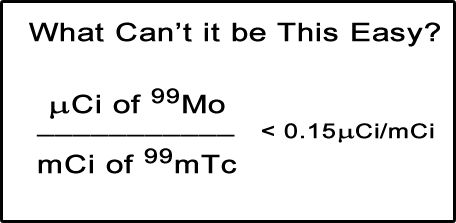 What Can't it be This Easy?
μCi of ⁹⁹Mo
< 0.15μCi/mCi
mCi of ⁹⁹mTc